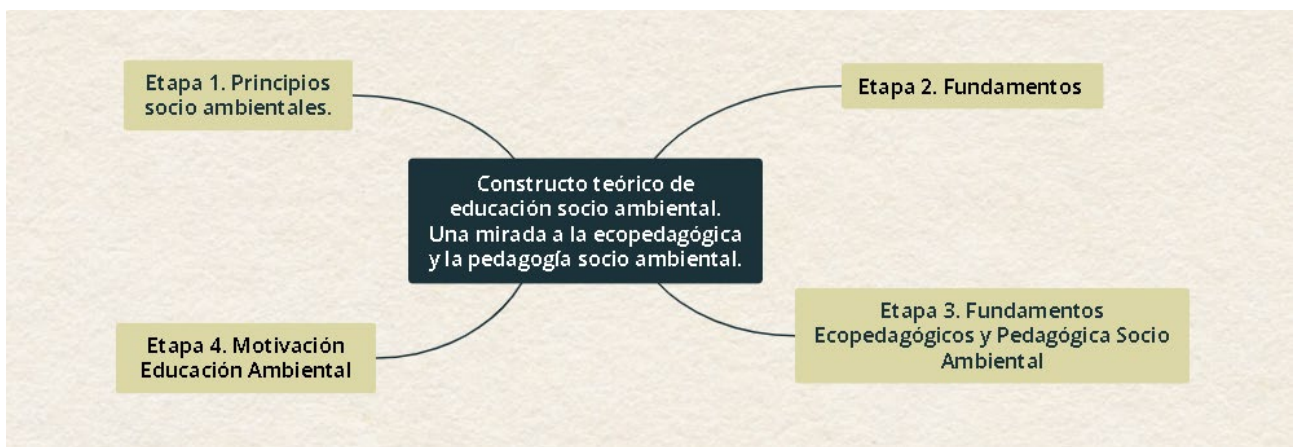 Etapa 1. Principios
socio ambientales.
Etapa 2. Fundamentos
Constructo teórico de
educación socio ambiental.
Una mirada a la ecopedagógica
y la pedagogía socio ambiental.
Etapa 3. Fundamentos
Ecopedagógicos y Pedagógica Socio
Ambiental
Etapa 4. Motivación
Educación Ambiental